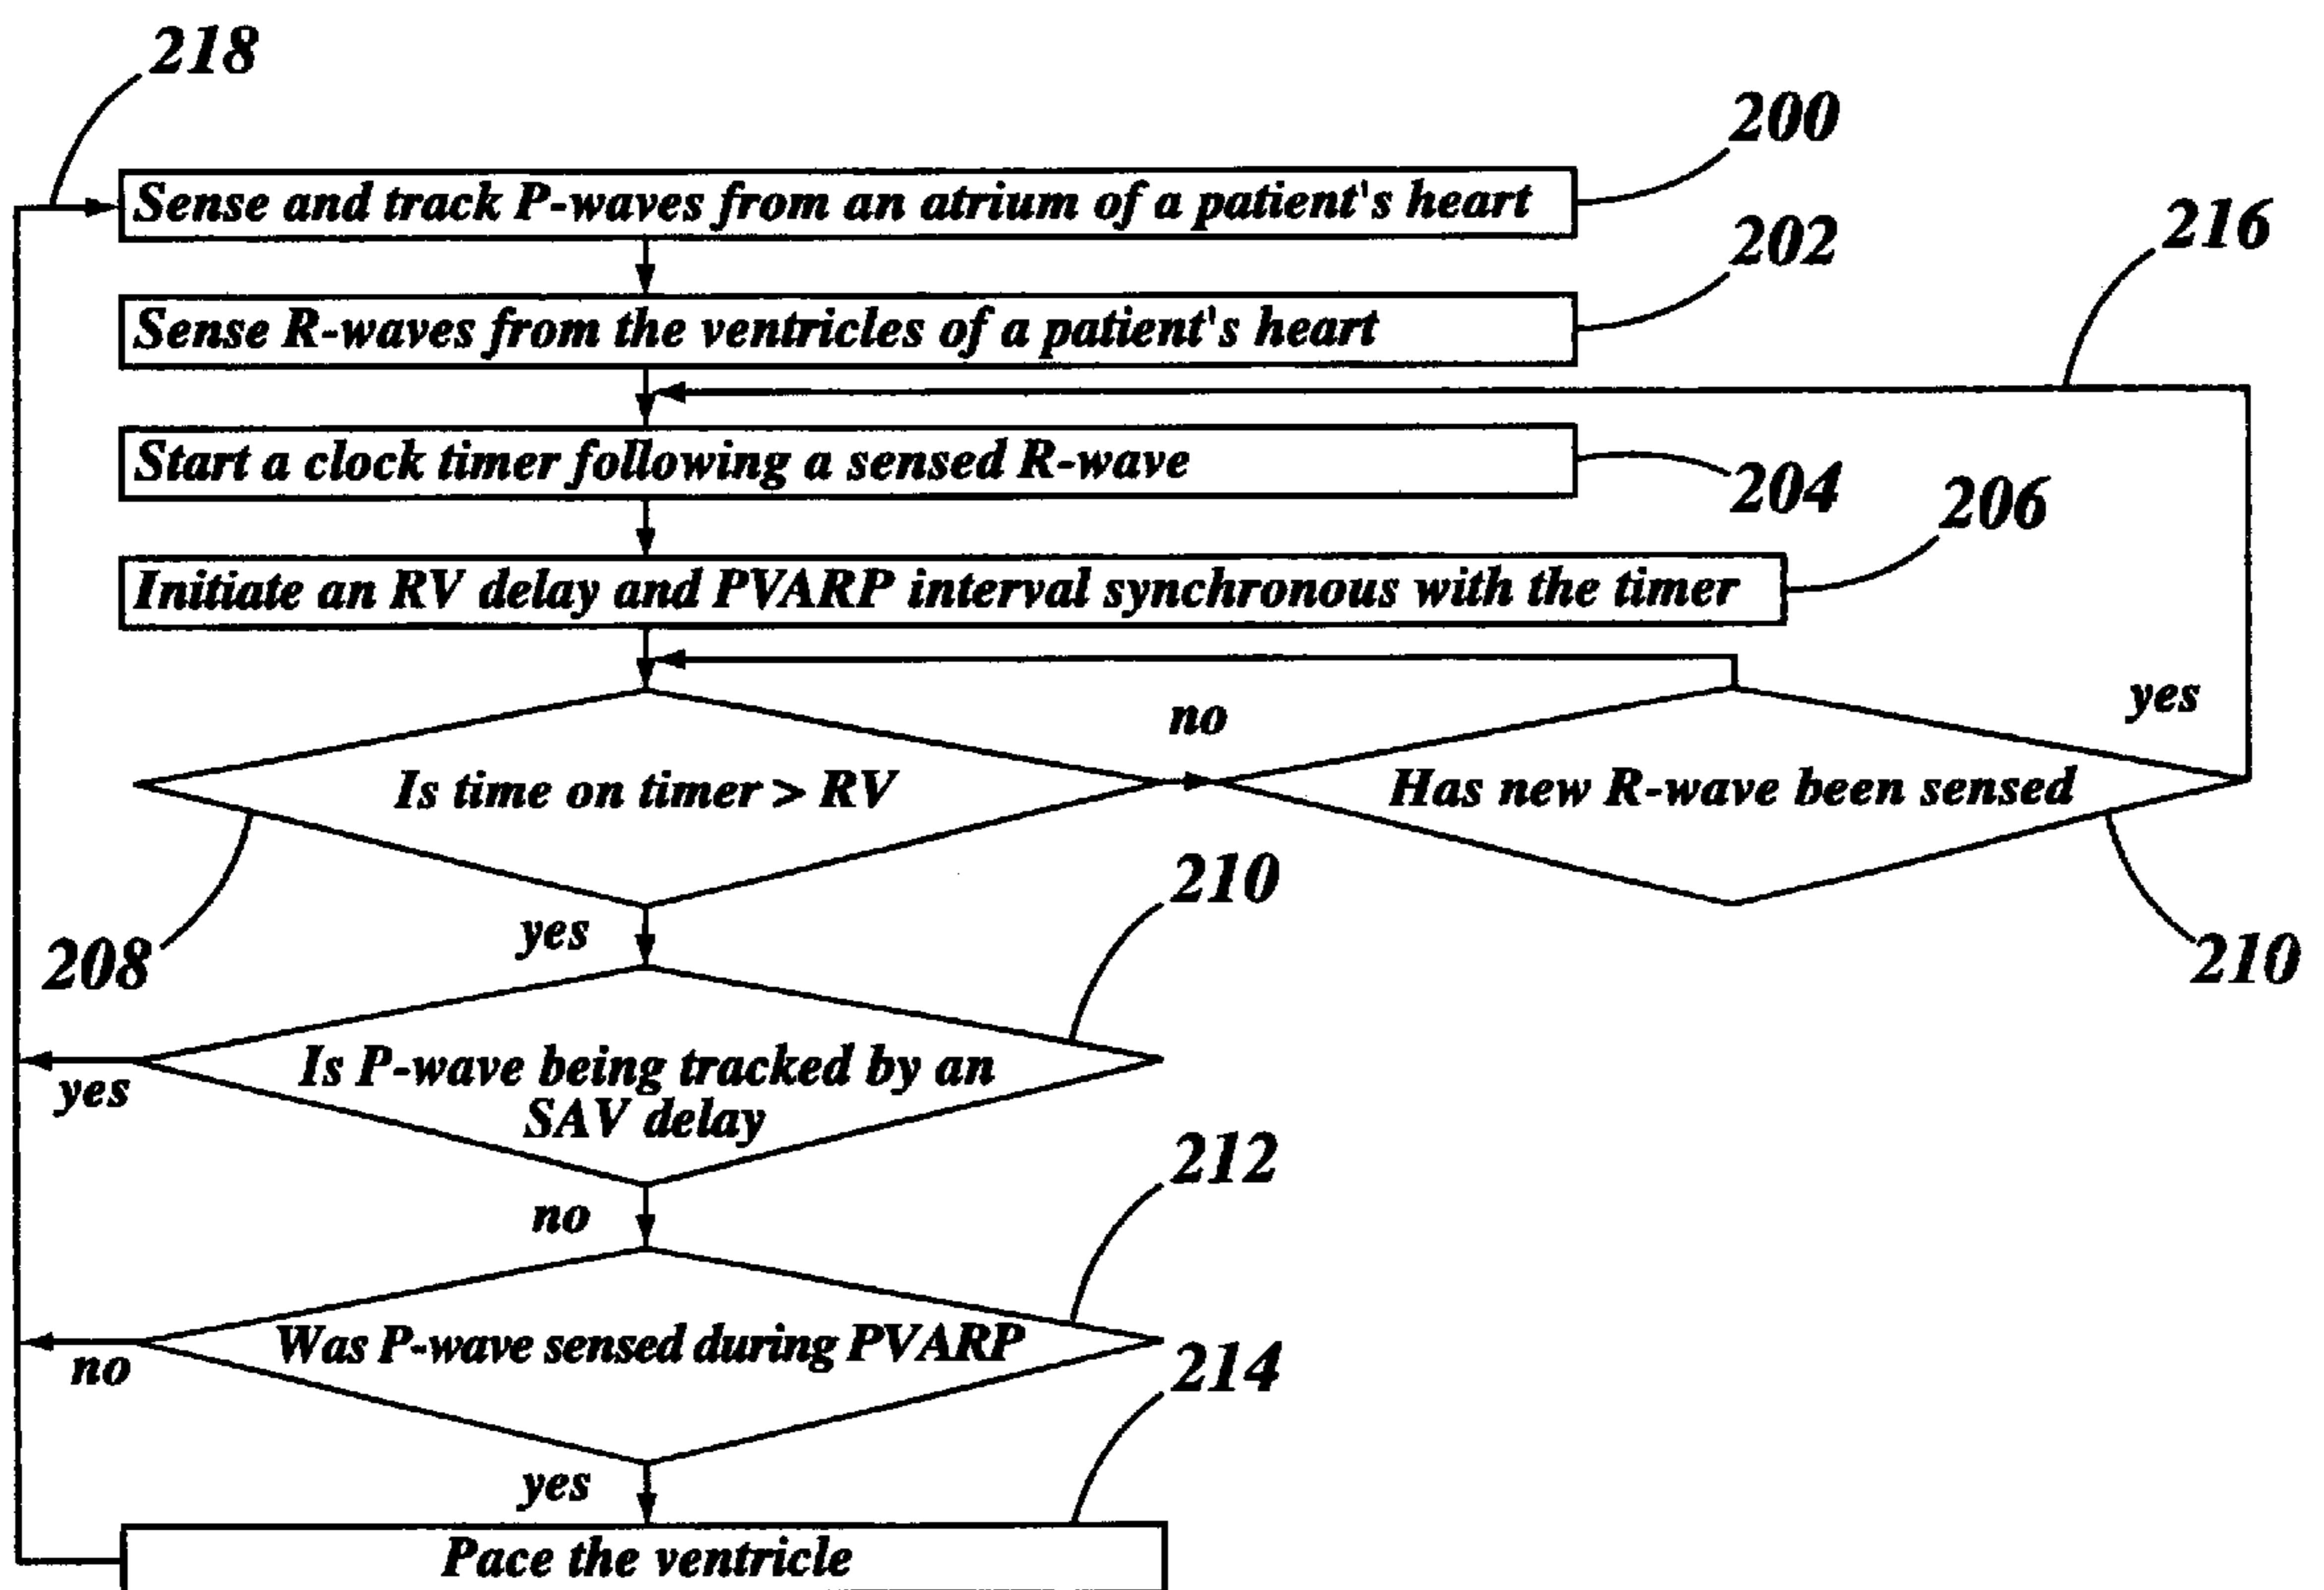 218
200
Sense and track P-waves from an atrium of a patient's heart
202
216
Sense R-waves from the ventricles of a patient's heart
Start a clock timer following a sensed R-wave
204
206
Initiate an RV delay and PVARP interval synchronous with the timer
yes
no
Is time on timer > RV
Has new R-wave been sensed
210
yes
208
210
Is P-wave being tracked by an
SAV delay
yes
212
no
Was P-wave sensed during PVARP
no
214
yes
Pace the ventricle